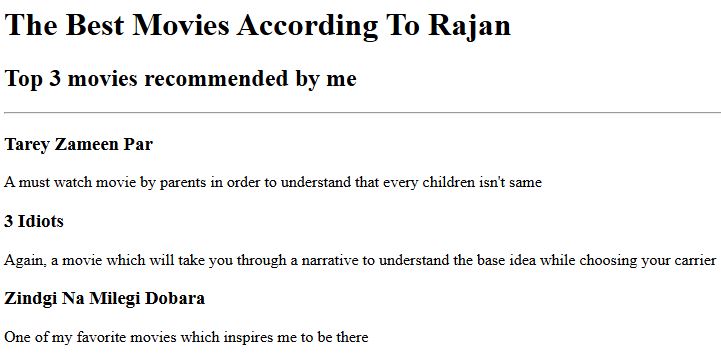 The Best Movies According To Rajan
Top 3 movies recommended by me
Tarey Zameen Par
A must watch movie by parents in order to understand that every children isn't same
3 Idiots
Again, a movie which will take you through a narrative to understand the base idea while choosing your carrier
Zindgi Na Milegi Dobara
One of my favorite movies which inspires me to be there